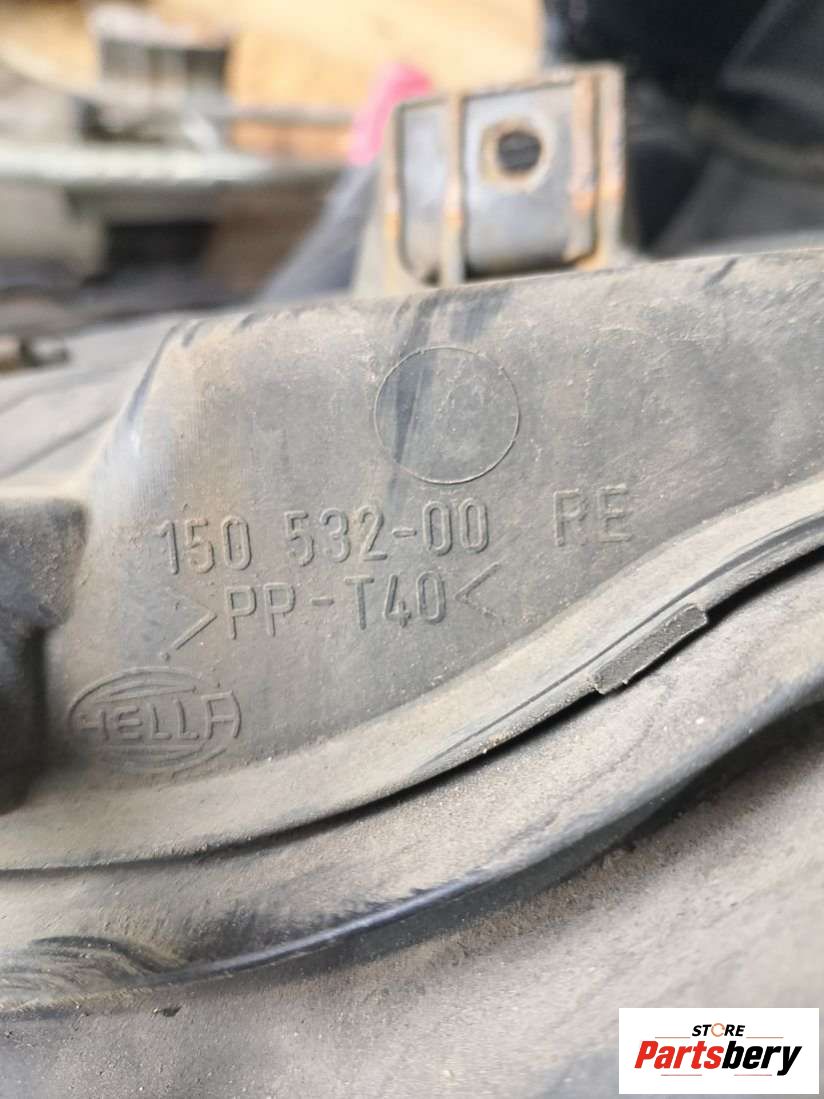 150 532-00 RE
>PP-T40<
HELLA
STORE
Partsbery